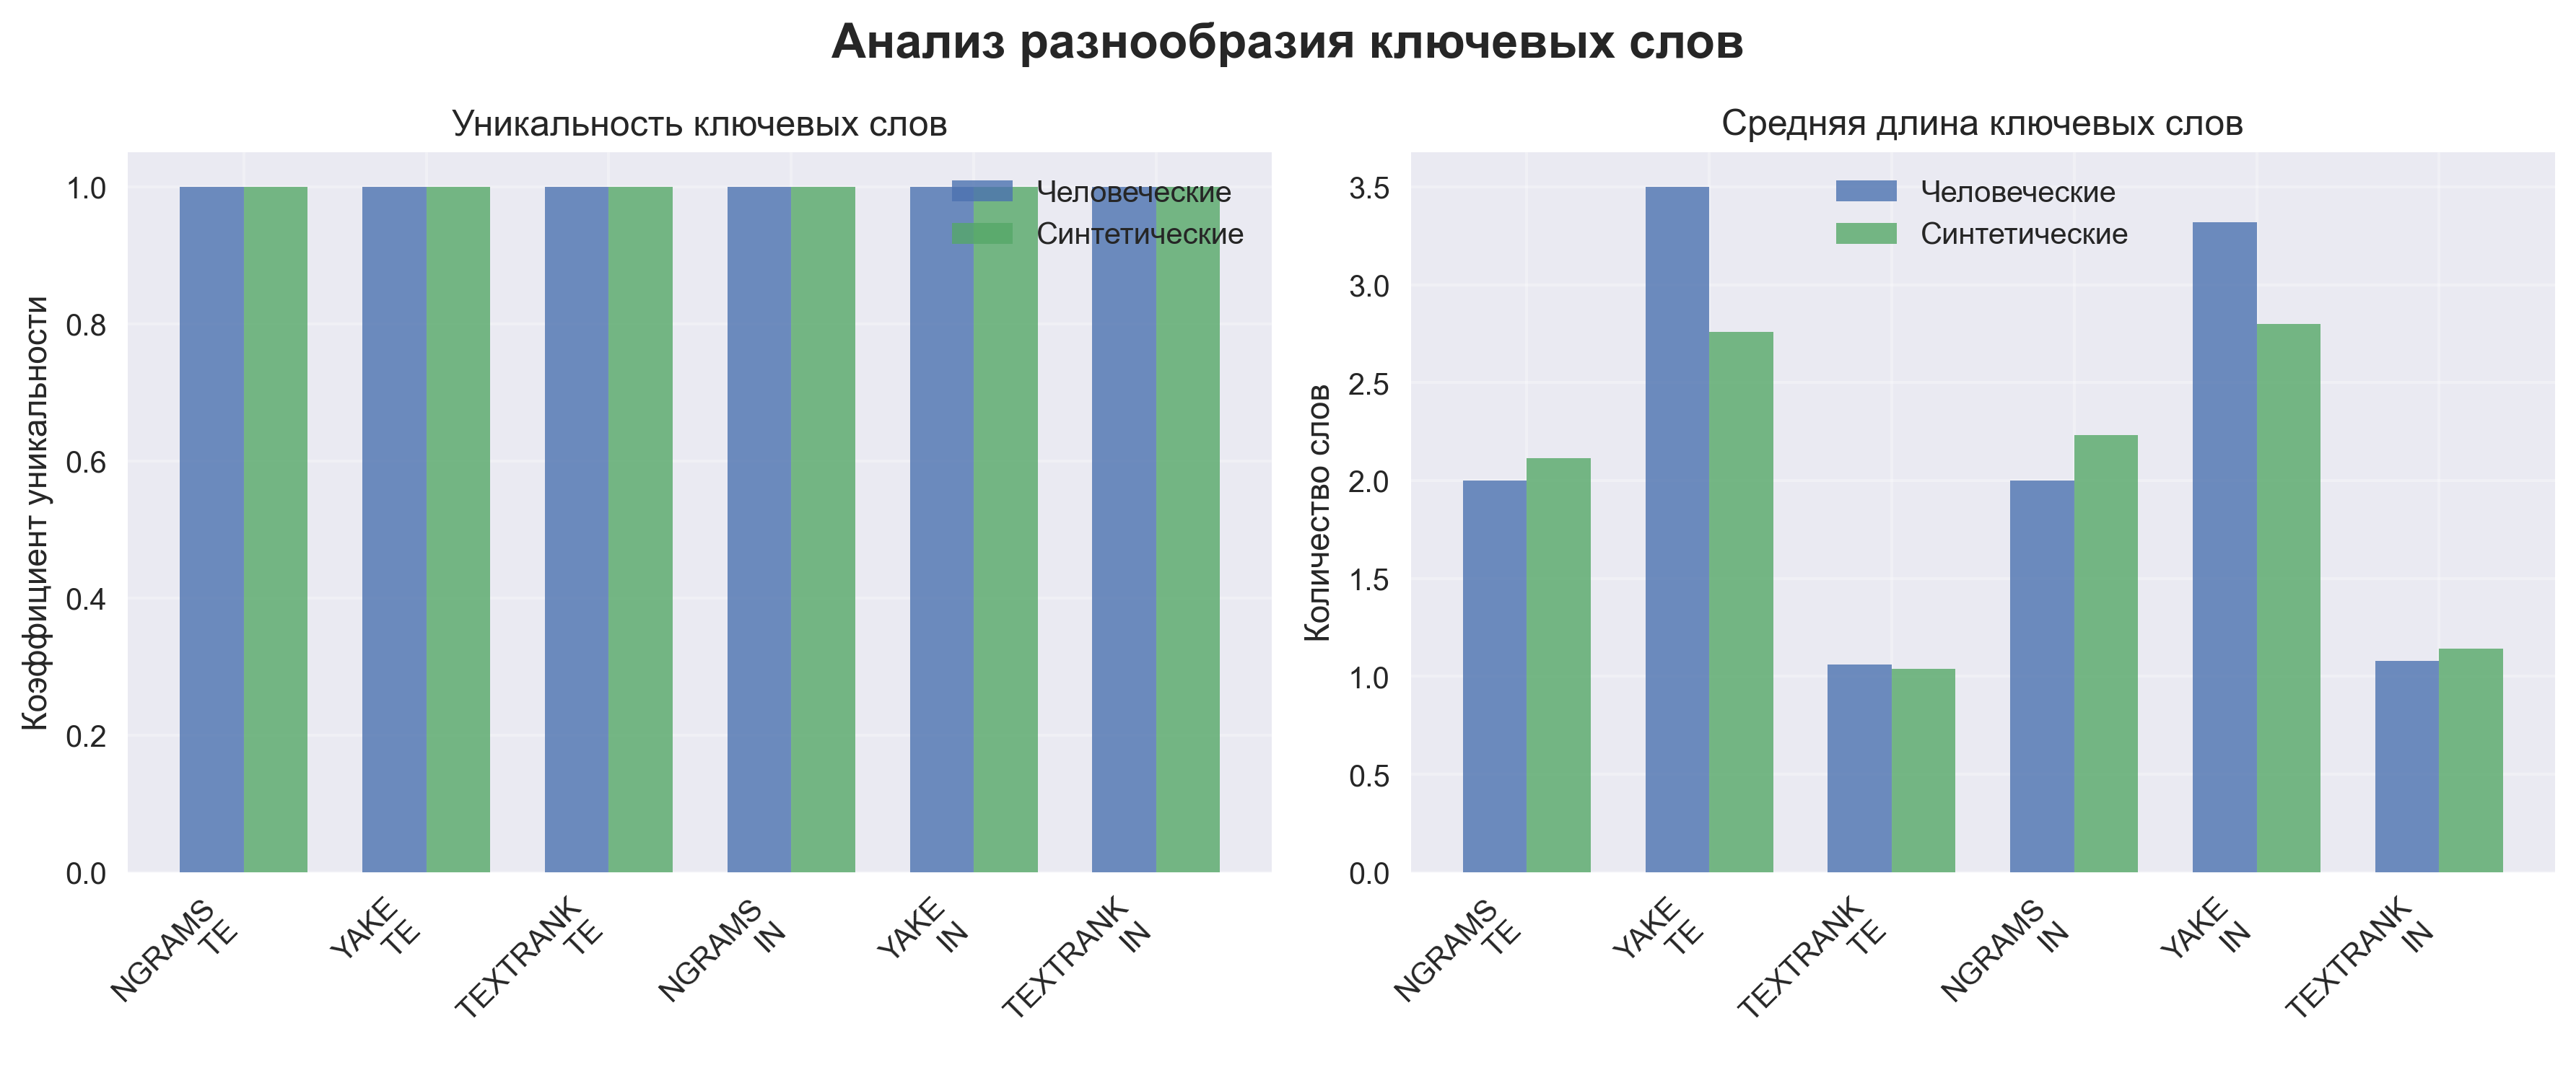 Анализ разнообразия ключевых слов
Уникальность ключевых слов
Коэффициент уникальности
1.0
0.8
0.6
0.4
0.2
0.0
Человеческие
Синтетические
NGRAMS
TE
YAKE
TE
TEXTRANK
TE
NGRAMS
IN
YAKE
IN
TEXTRANK
IN
Средняя длина ключевых слов
Количество слов
3.5
3.0
2.5
2.0
1.5
1.0
0.5
0.0
Человеческие
Синтетические
NGRAMS
TE
YAKE
TE
TEXTRANK
TE
NGRAMS
IN
YAKE
IN
TEXTRANK
IN